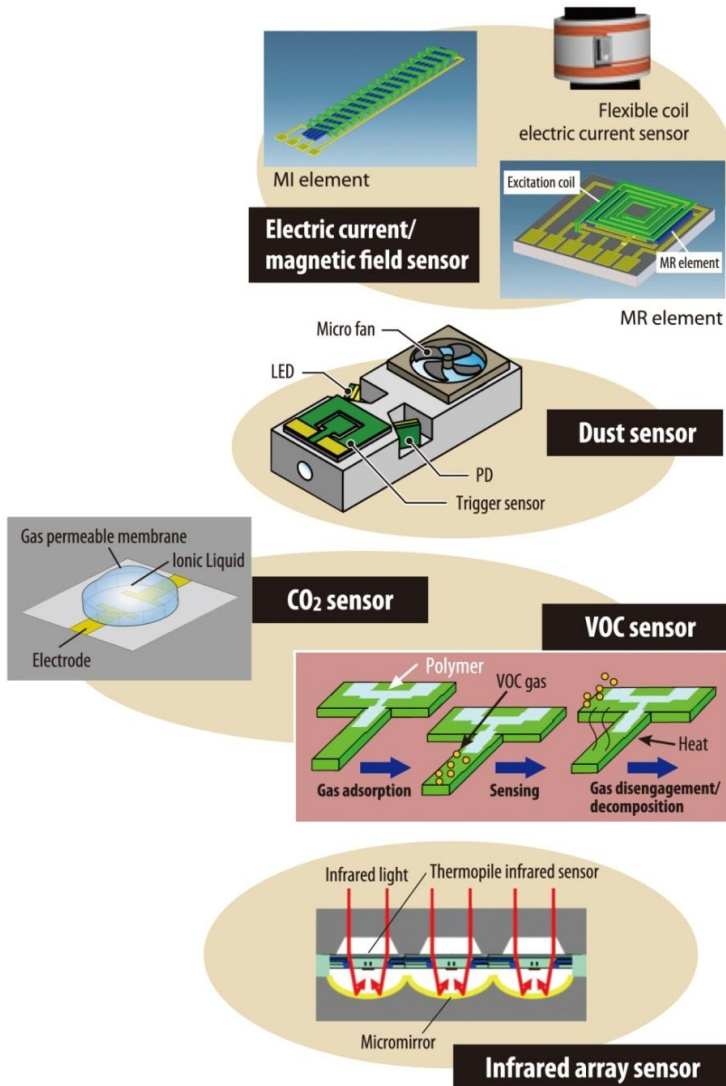 Flexible coil
electric current sensor
MI element
Excitation coil
Electric current/
magnetic field sensor
MR element
MR element
Micro fan
LED
Dust sensor
PD
Trigger sensor
Gas permeable membrane
Ionic Liquid
CO₂ sensor
Electrode
VOC sensor
Polymer
VOC gas
Heat
Gas adsorption
Sensing
Gas disengagement/
decomposition
Infrared light
Thermopile infrared sensor
Micromirror
Infrared array sensor